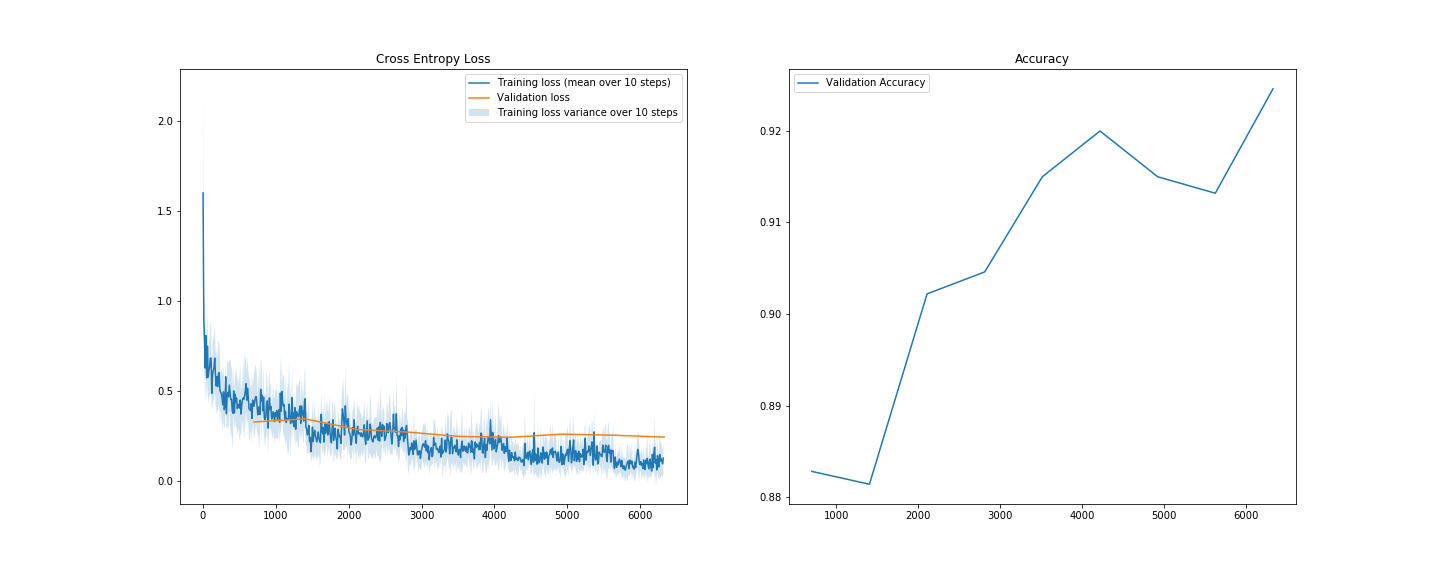 Cross Entropy Loss
Training loss (mean over 10 steps)
Validation loss
Training loss variance over 10 steps
2.0
1.5
1.0
0.5
0.0
0 1000 2000 3000 4000 5000 6000
Accuracy
Validation Accuracy
0.92
0.91
0.90
0.89
0.88
1000 2000 3000 4000 5000 6000